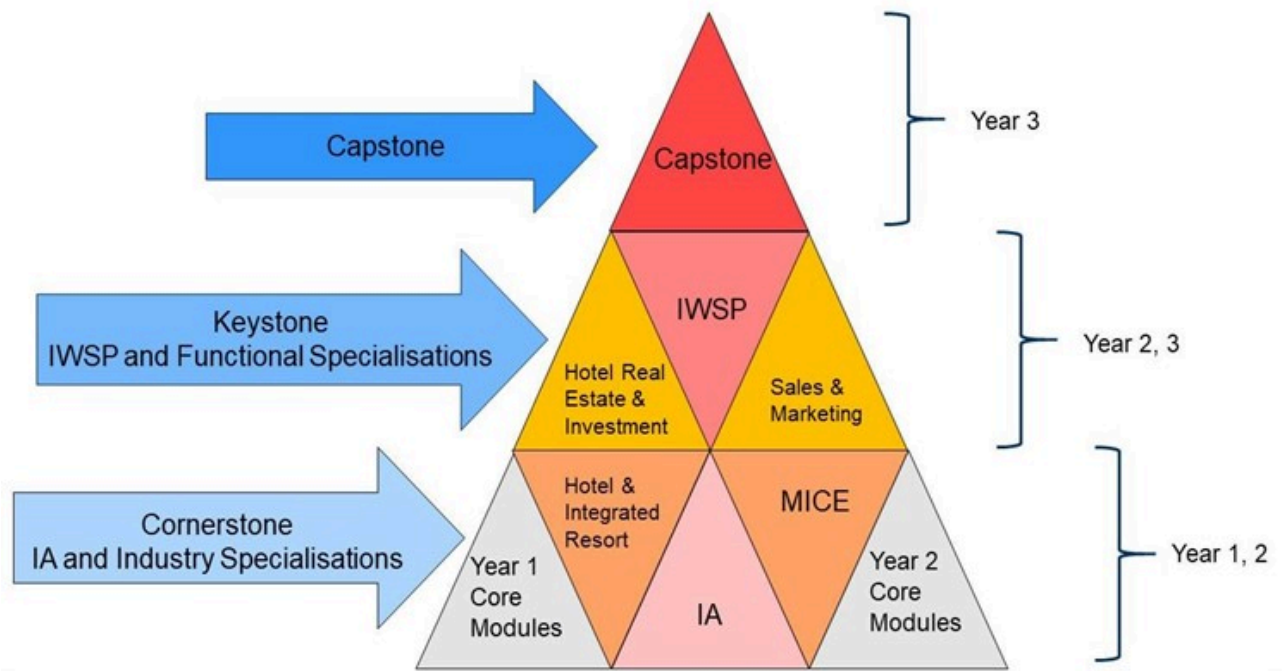 Capstone
Capstone
Year 3
Keystone
IWSP and Functional Specialisations
IWSP
Hotel Real
Estate &
Investment
Sales &
Marketing
Year 2, 3
Cornerstone
IA and Industry Specialisations
Year 1
Core
Modules
Hotel &
Integrated
Resort
IA
MICE
Year 2
Core
Modules
Year 1, 2